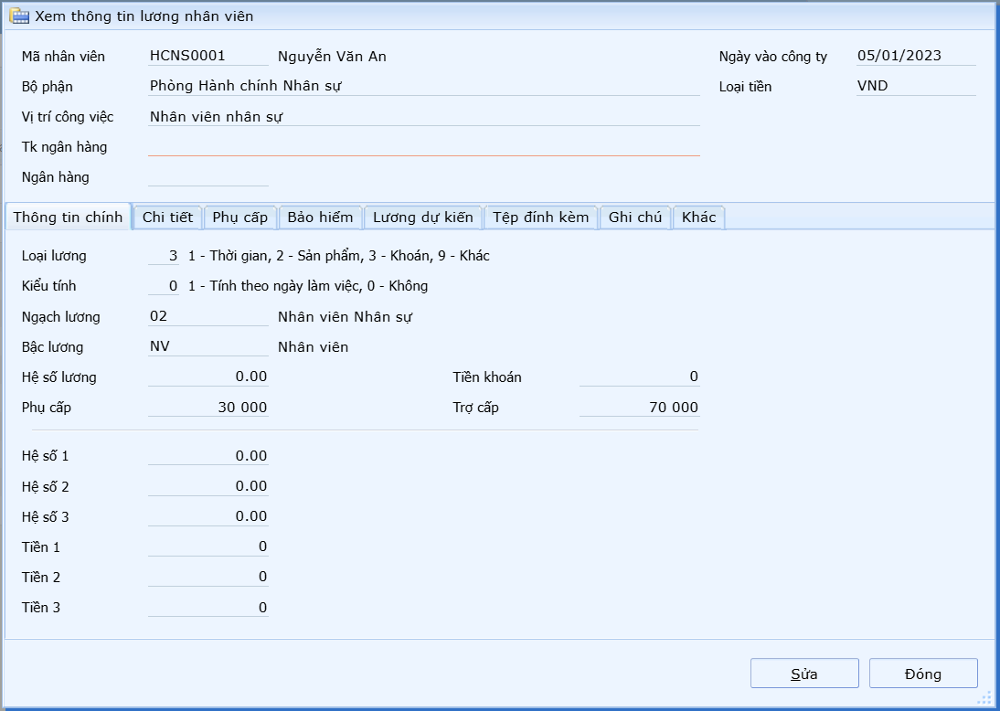 Xem thông tin lương nhân viên
Mã nhân viên HCNS0001 Nguyễn Văn An Ngày vào công ty 05/01/2023
Bộ phận Phòng Hành chính Nhân sự Loại tiền VND
Vị trí công việc Nhân viên nhân sự
Tk ngân hàng
Ngân hàng
Thông tin chính Chi tiết Phụ cấp Bảo hiểm Lương dự kiến Tệp đính kèm Ghi chú Khác
Loại lương 3 1 - Thời gian, 2 - Sản phẩm, 3 - Khoán, 9 - Khác
Kiểu tính 0 1 - Tính theo ngày làm việc, 0 - Không
Ngạch lương 02 Nhân viên Nhân sự
Bậc lương NV Nhân viên
Hệ số lương 0.00 Tiền khoán 0
Phụ cấp 30 000 Trợ cấp 70 000
Hệ số 1 0.00
Hệ số 2 0.00
Hệ số 3 0.00
Tiền 1 0
Tiền 2 0
Tiền 3 0
Sửa Đóng